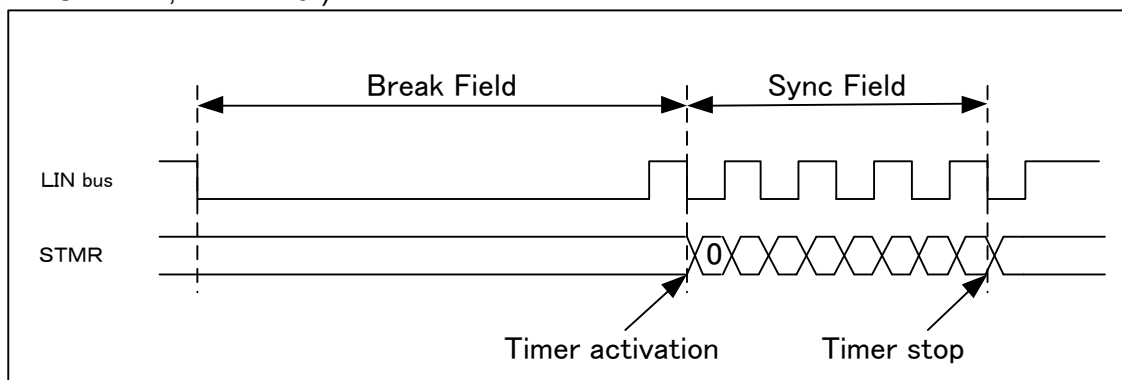 Break Field
Sync Field
LIN bus
STMR
0
Timer activation
Timer stop